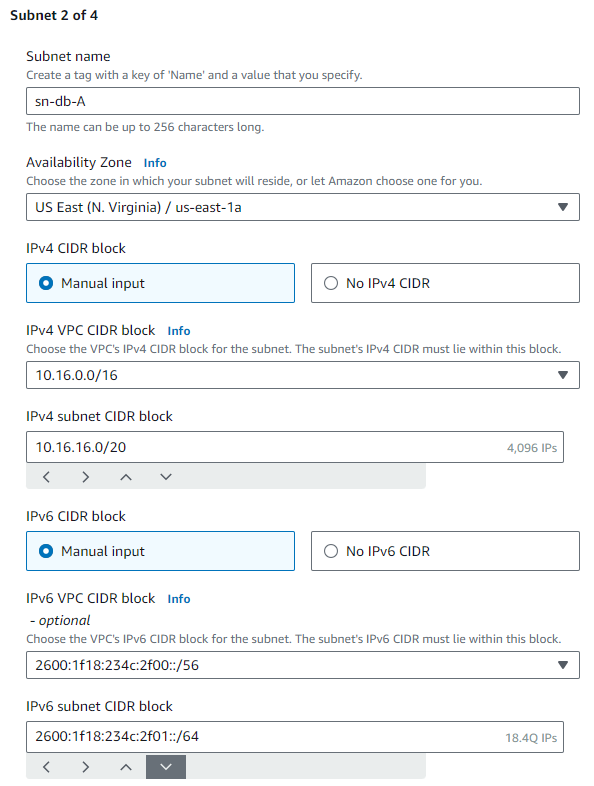 Subnet 2 of 4
Subnet name
Create a tag with a key of 'Name' and a value that you specify.
sn-db-A
The name can be up to 256 characters long.
Availability Zone Info
Choose the zone in which your subnet will reside, or let Amazon choose one for you.
US East (N. Virginia) / us-east-1a
IPv4 CIDR block
Manual input
No IPv4 CIDR
IPv4 VPC CIDR block Info
Choose the VPC's IPv4 CIDR block for the subnet. The subnet's IPv4 CIDR must lie within this block.
10.16.0.0/16
IPv4 subnet CIDR block
10.16.16.0/20 4,096 IPs
IPv6 CIDR block
Manual input
No IPv6 CIDR
IPv6 VPC CIDR block Info
- optional
Choose the VPC's IPv6 CIDR block for the subnet. The subnet's IPv6 CIDR must lie within this block.
2600:1f18:234c:2f00::/56
IPv6 subnet CIDR block
2600:1f18:234c:2f01::/64 18.4Q IPs